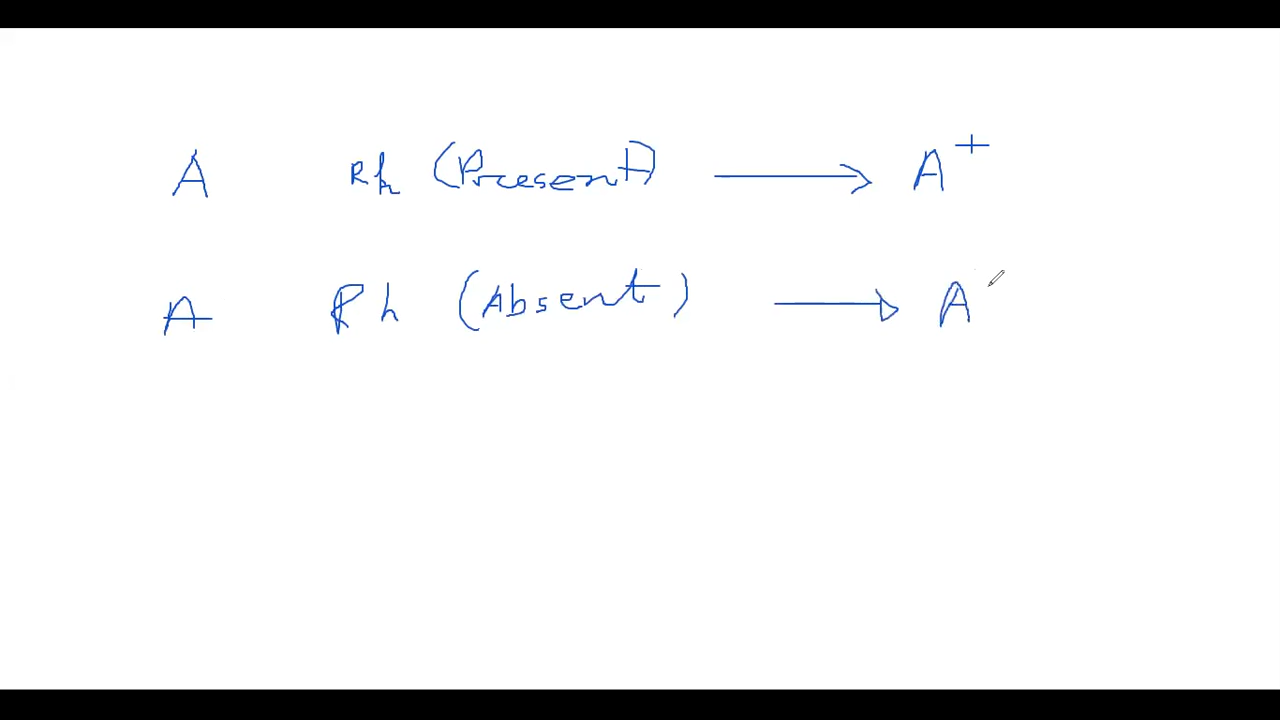 A Rh (Present) → A+
A Rh (Absent) → A